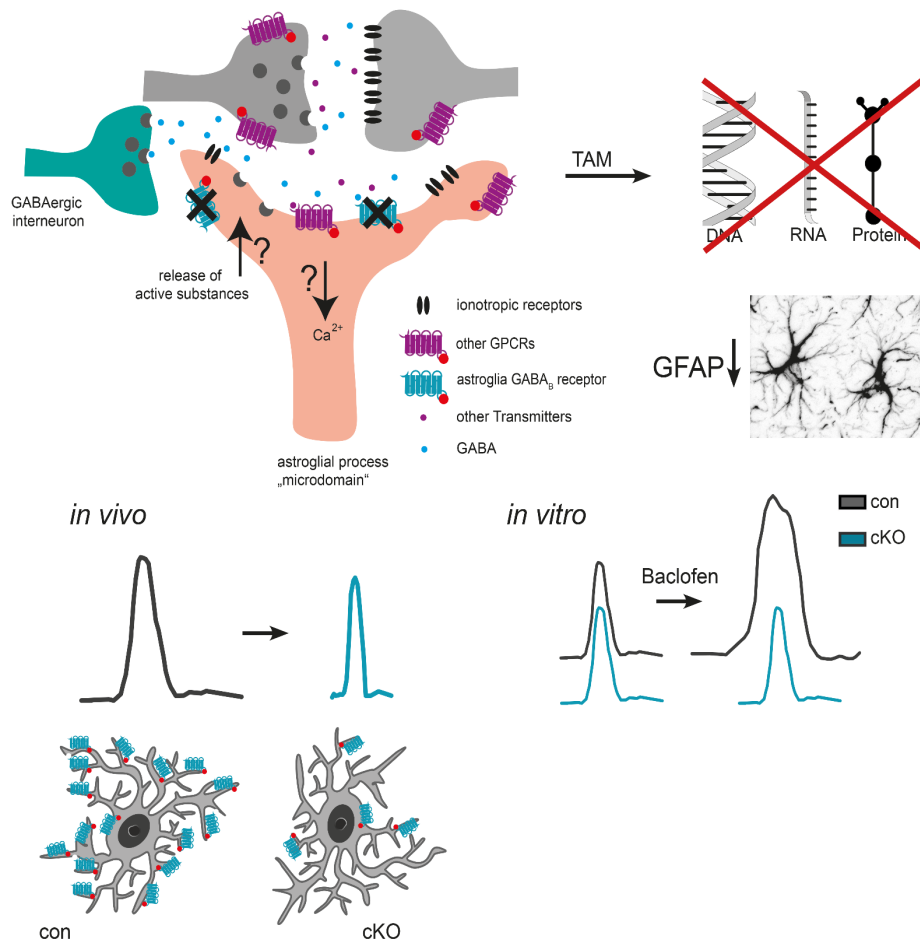 GABAergic
interneuron
release of
active substances
?
?
Ca²⁺
astroglial process
„microdomain“
ionotropic receptors
other GPCRs
astroglia GABA_B receptor
other Transmitters
GABA
TAM
DNA
RNA
Protein
GFAP
in vivo
in vitro
con
cKO
Baclofen
con
cKO